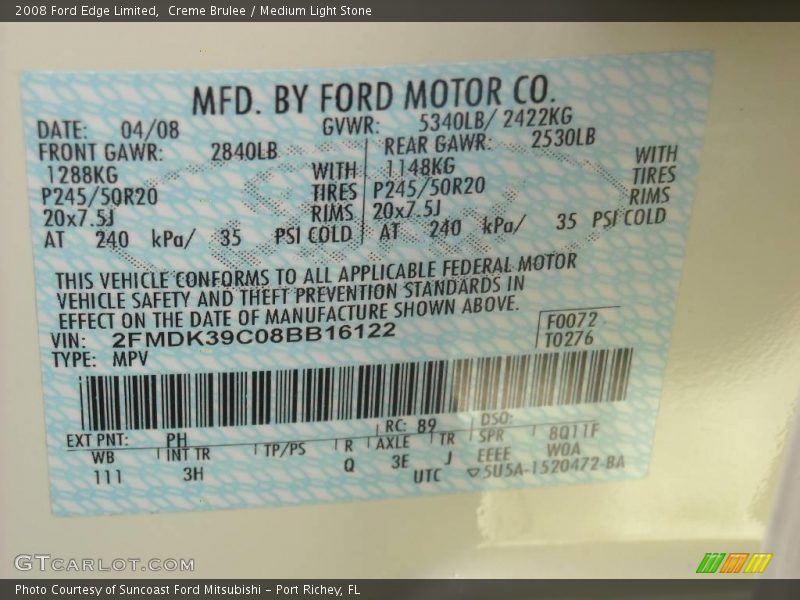 2008 Ford Edge Limited,  Creme Brulee / Medium Light Stone
MFD. BY FORD MOTOR CO.
DATE: 04/08 GVWR: 5340LB/ 2422KG
FRONT GAWR: 2840LB REAR GAWR: 2530LB
1288KG WITH 1148KG WITH
P245/50R20 TIRES P245/50R20 TIRES
20x7.5J RIMS 20x7.5J RIMS
AT 240 kPa/ 35 PSI COLD AT 240 kPa/ 35 PSI COLD
THIS VEHICLE CONFORMS TO ALL APPLICABLE FEDERAL MOTOR
VEHICLE SAFETY AND THEFT PREVENTION STANDARDS IN
EFFECT ON THE DATE OF MANUFACTURE SHOWN ABOVE.
VIN: 2FMDK39C08BB16122 F0072
TYPE: MPV T0276
EXT PNT: PH RC: 89 DSO:
WB INT TR TP/PS R AXLE TR SPR 8Q11F
111 3H Q 3E J EEEE W0A
UTC ▽5U5A-1520472-BA
GTCARLOT.COM
Photo Courtesy of Suncoast Ford Mitsubishi – Port Richey, FL